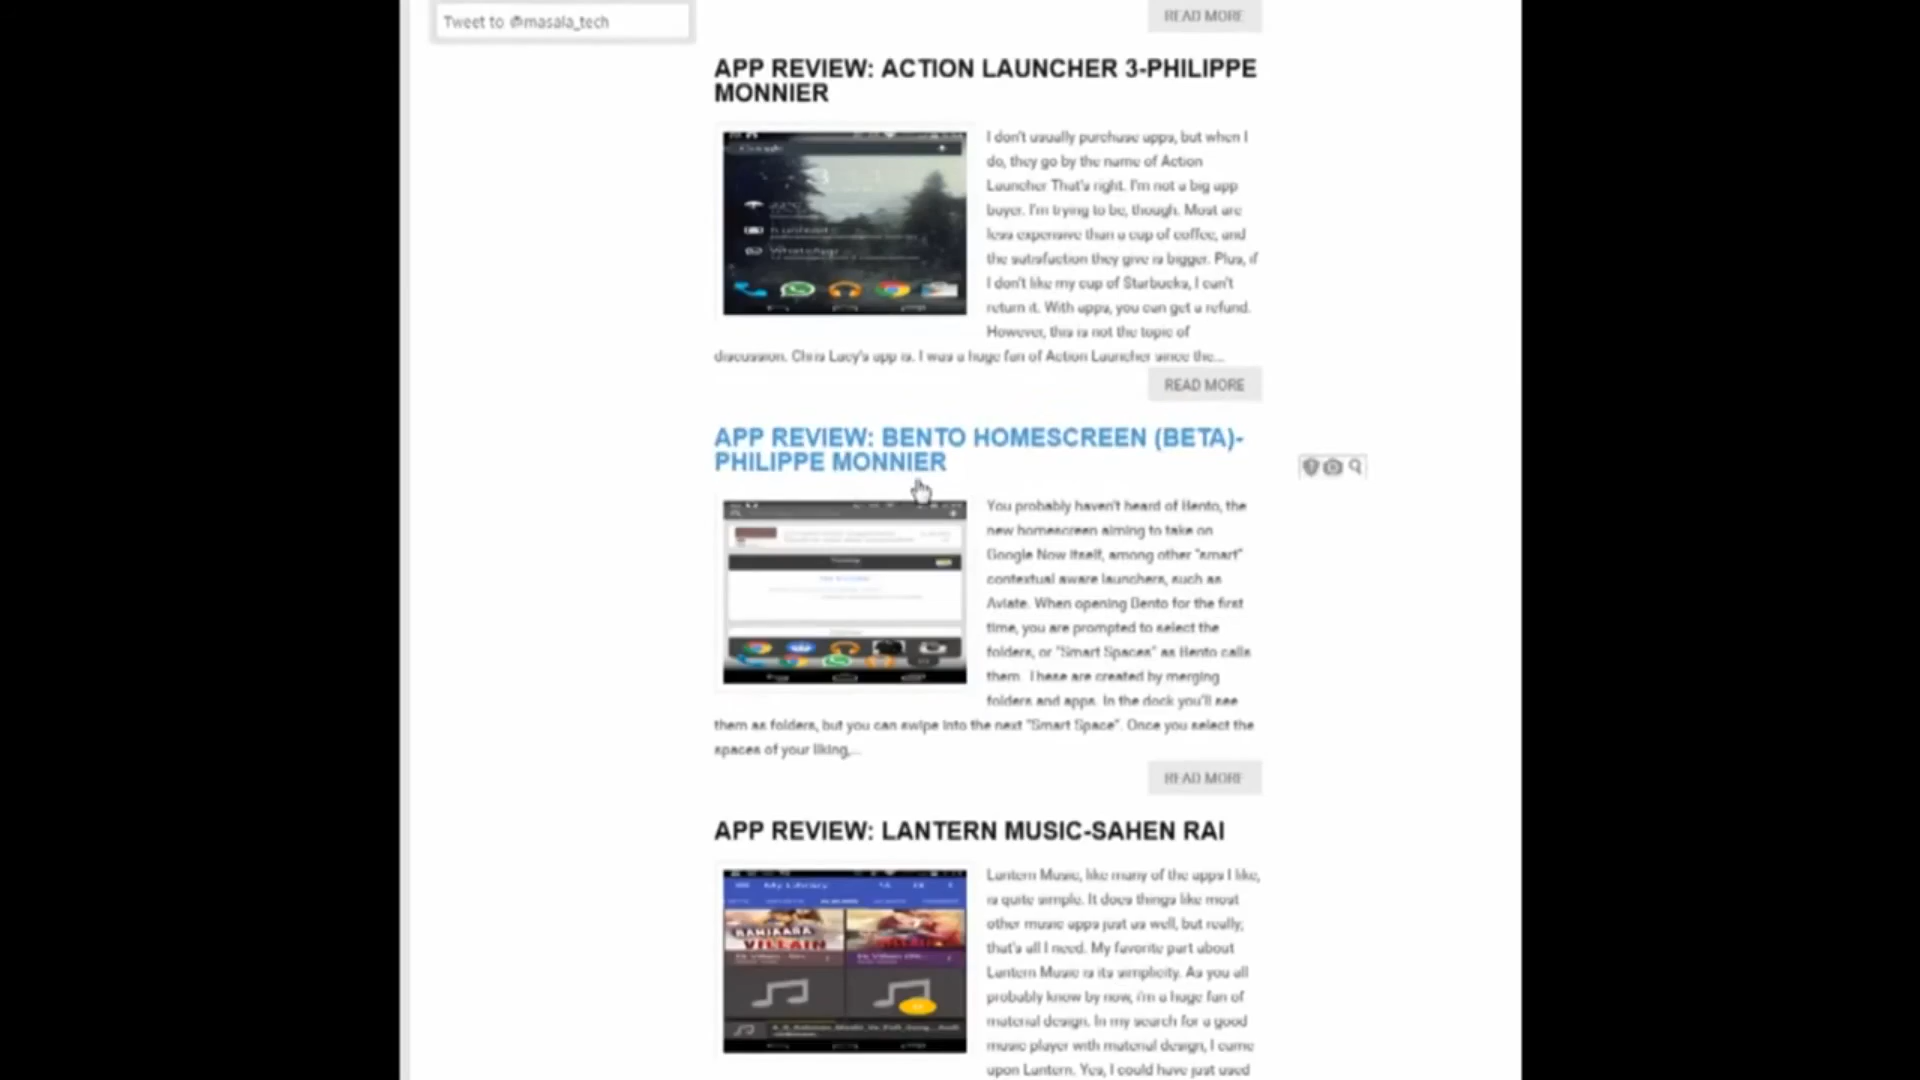 Tweet to @masala_tech
READ MORE
APP REVIEW: ACTION LAUNCHER 3-PHILIPPE
MONNIER
I don't usually purchase apps, but when I
do, they go by the name of Action
Launcher That's right. I'm not a big app
buyer. I'm trying to be, though. Most are
less expensive than a cup of coffee, and
the satisfaction they give is bigger. Plus, if
I don't like my cup of Starbucks, I can't
return it. With apps, you can get a refund.
However, this is not the topic of
discussion. Chris Lacy's app is. I was a huge fan of Action Launcher since the...
READ MORE
APP REVIEW: BENTO HOMESCREEN (BETA)-
PHILIPPE MONNIER
You probably haven't heard of Bento, the
new homescreen aiming to take on
Google Now itself, among other "smart"
contextual aware launchers, such as
Aviate. When opening Bento for the first
time, you are prompted to select the
folders, or "Smart Spaces" as Bento calls
them. These are created by merging
folders and apps. In the dock you'll see
them as folders, but you can swipe into the next "Smart Space". Once you select the
spaces of your liking,...
READ MORE
APP REVIEW: LANTERN MUSIC-SAHEN RAI
My Library
VILLAIN
Lantern Music, like many of the apps I like,
is quite simple. It does things like most
other music apps just as well, but really;
that's all I need. My favorite part about
Lantern Music is its simplicity. As you all
probably know by now, i'm a huge fan of
material design. In my search for a good
music player with material design, I came
upon Lantern. Yes, I could have just used